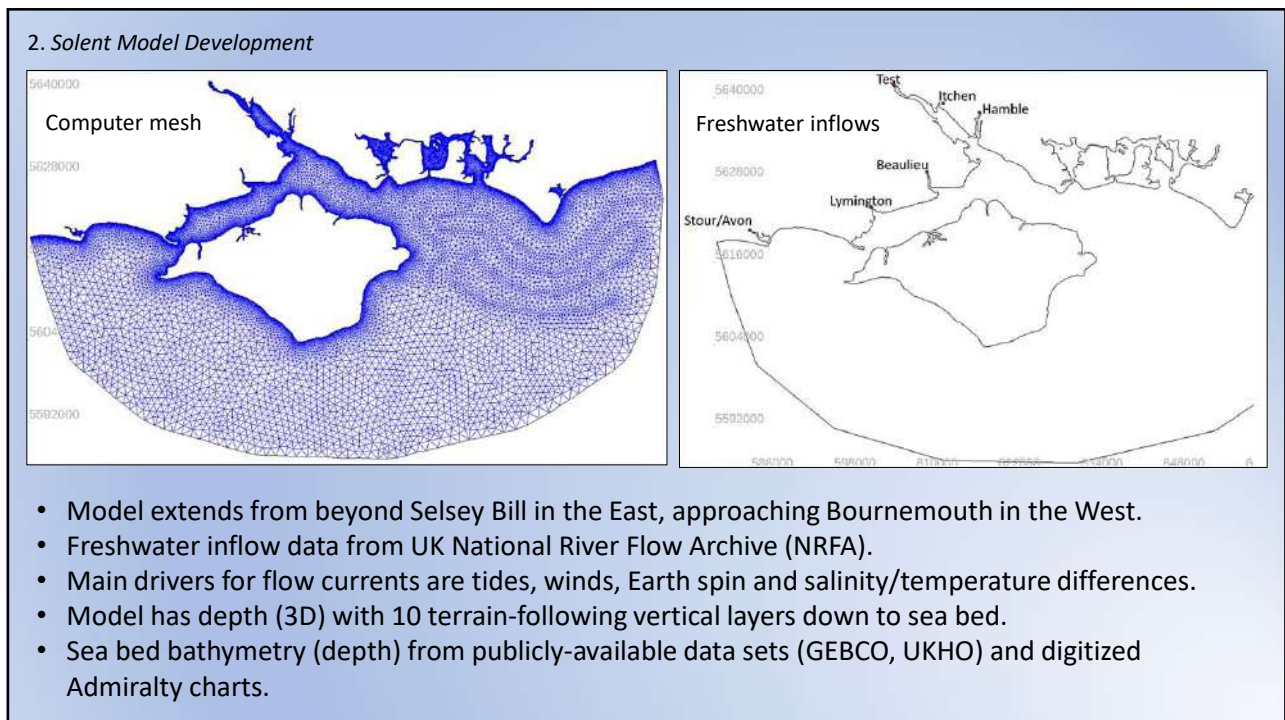 2. Solent Model Development
5640000
Computer mesh
5628000
5592000
Test
5640000
Itchen
Hamble
Freshwater inflows
Beaulieu
5628000
Lymington
Stour/Avon
5616000
5604000
5592000
586000 598000 610000 646000
• Model extends from beyond Selsey Bill in the East, approaching Bournemouth in the West.
• Freshwater inflow data from UK National River Flow Archive (NRFA).
• Main drivers for flow currents are tides, winds, Earth spin and salinity/temperature differences.
• Model has depth (3D) with 10 terrain-following vertical layers down to sea bed.
• Sea bed bathymetry (depth) from publicly-available data sets (GEBCO, UKHO) and digitized
Admiralty charts.